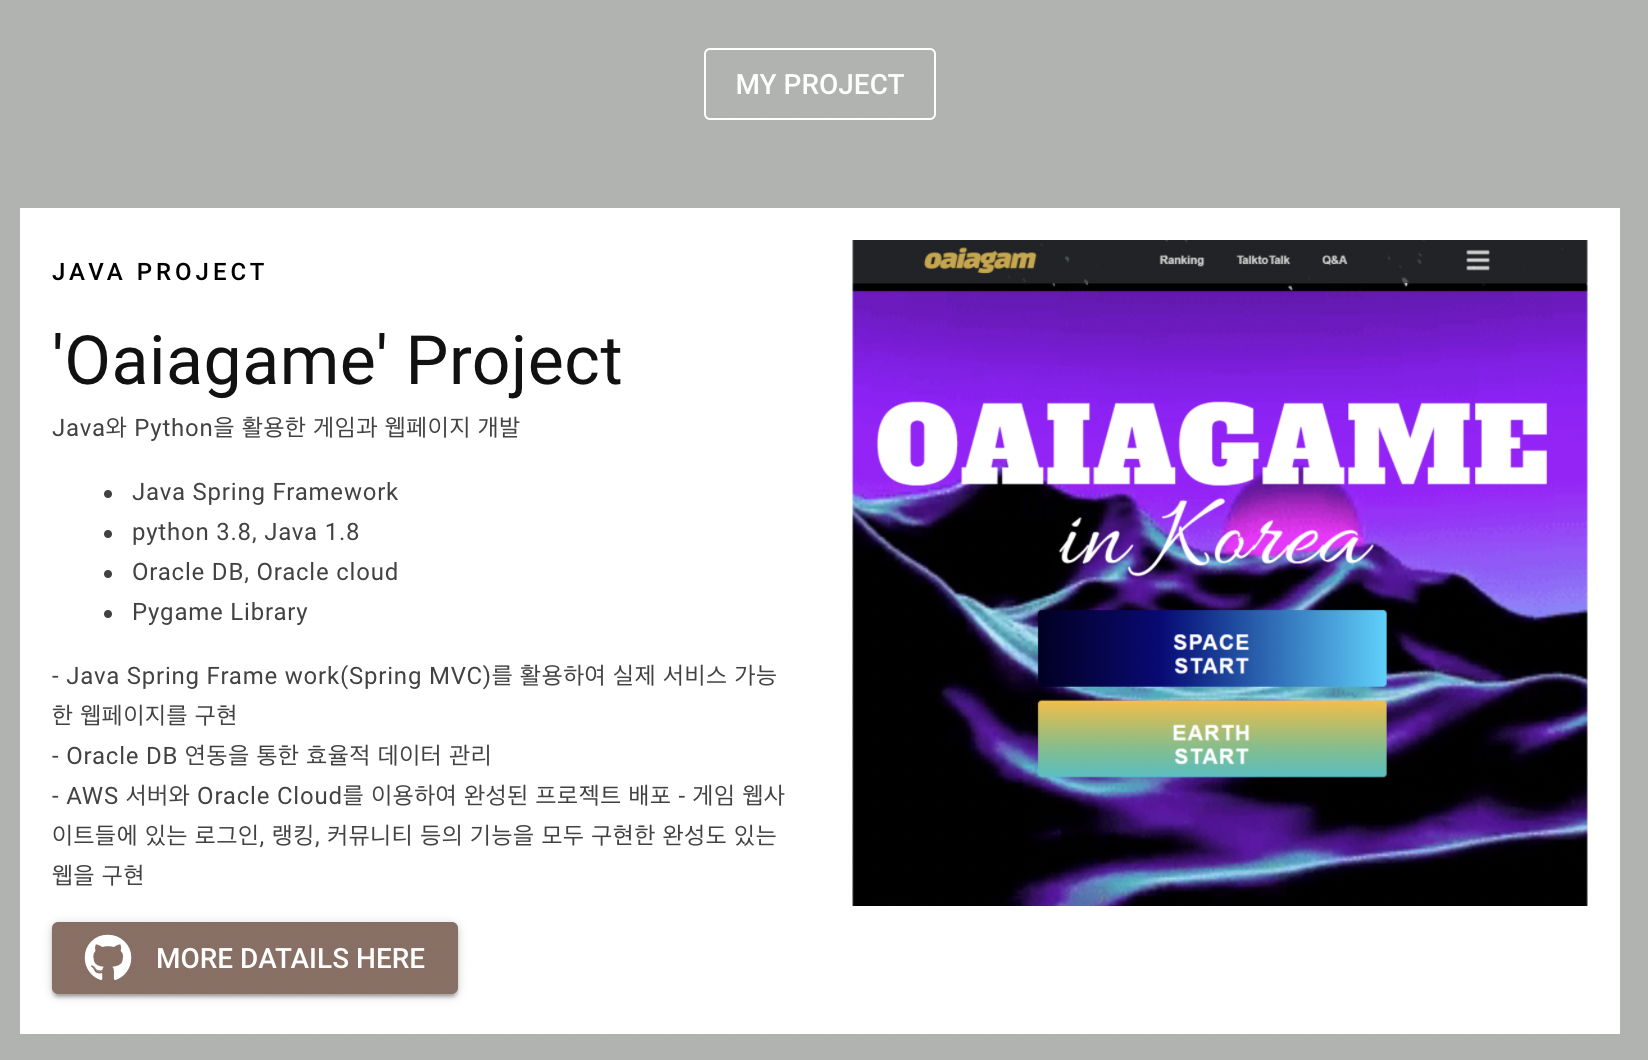 MY PROJECT
JAVA PROJECT
'Oaiagame' Project
Java와 Python을 활용한 게임과 웹페이지 개발
Java Spring Framework
python 3.8, Java 1.8
Oracle DB, Oracle cloud
Pygame Library
- Java Spring Frame work(Spring MVC)를 활용하여 실제 서비스 가능
한 웹페이지를 구현
- Oracle DB 연동을 통한 효율적 데이터 관리
- AWS 서버와 Oracle Cloud를 이용하여 완성된 프로젝트 배포 - 게임 웹사
이트들에 있는 로그인, 랭킹, 커뮤니티 등의 기능을 모두 구현한 완성도 있는
웹을 구현
MORE DATAILS HERE
oaiagam
Ranking TalktoTalk Q&A
OAIAGAME
in Korea
SPACE
START
EARTH
START